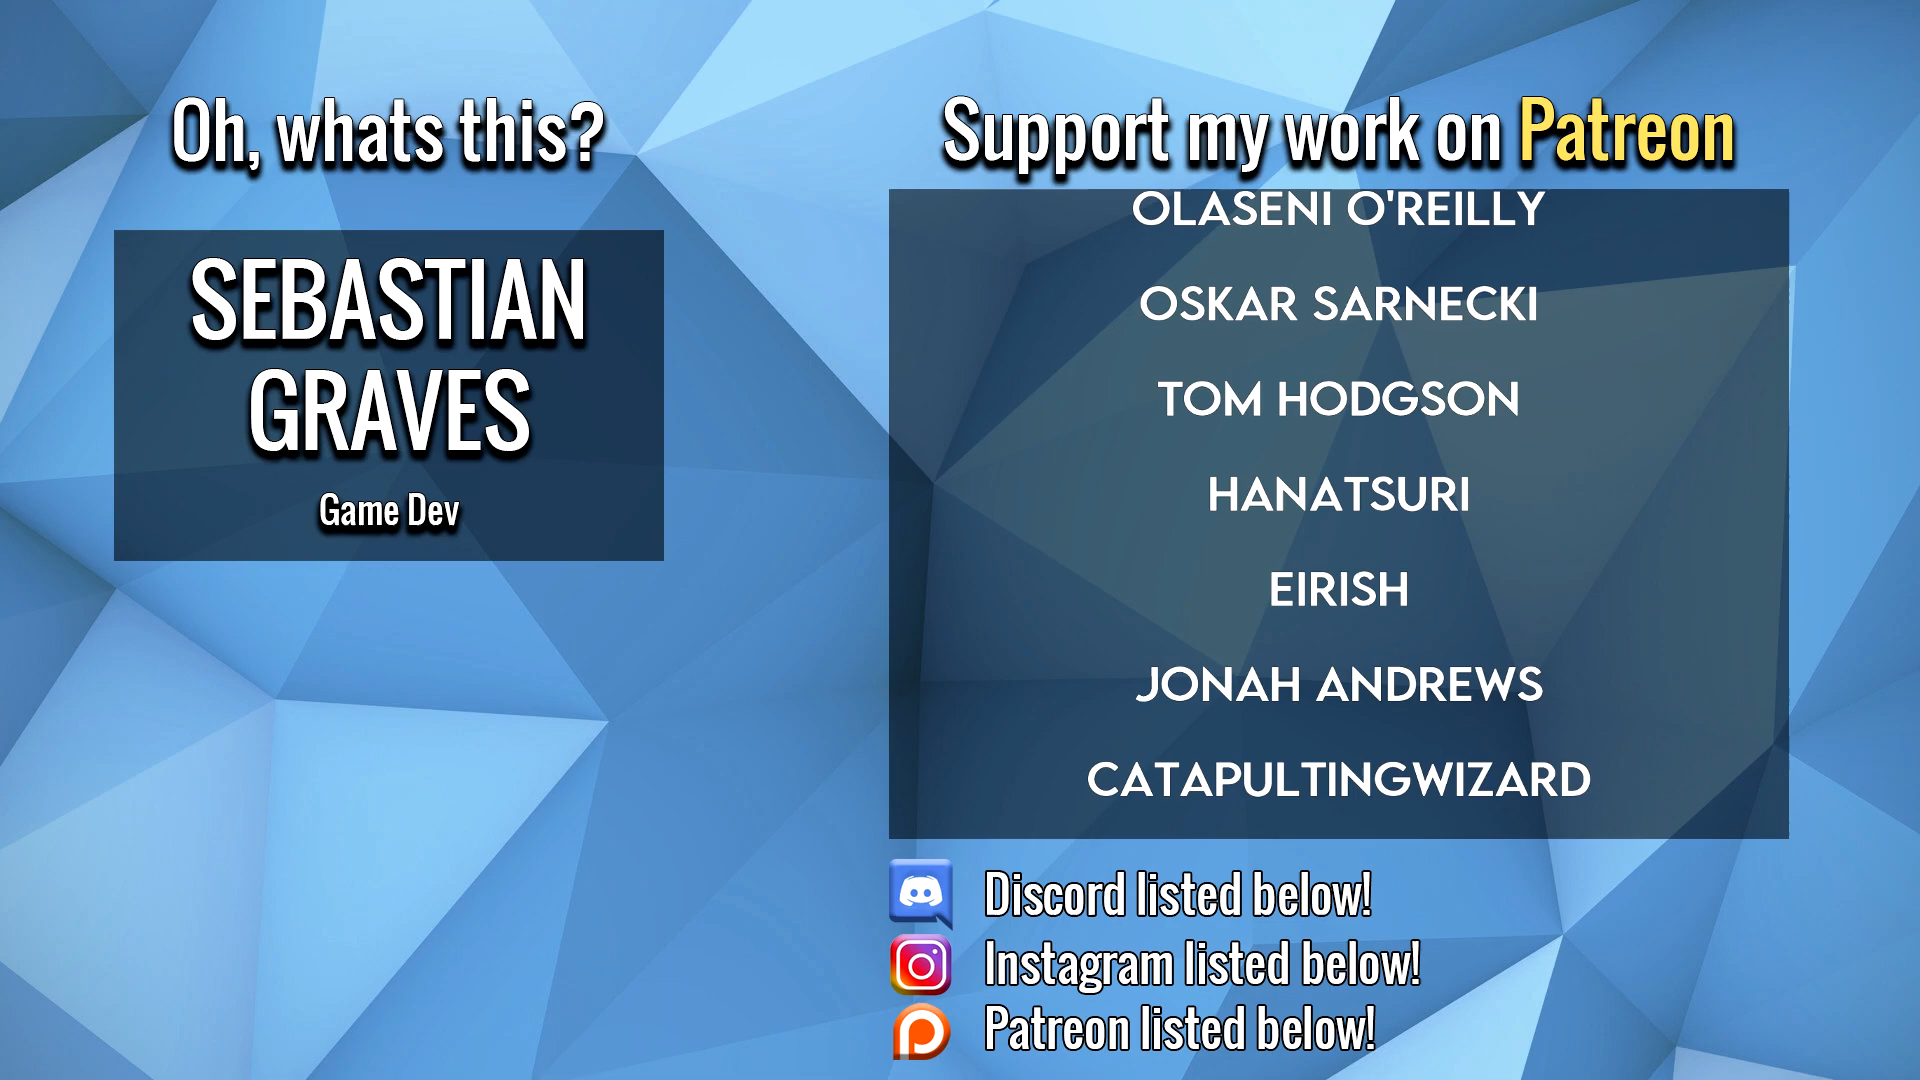 Oh, whats this?
SEBASTIAN
GRAVES
Game Dev
Support my work on Patreon
OLASENI O'REILLY
OSKAR SARNECKI
TOM HODGSON
HANATSURI
EIRISH
JONAH ANDREWS
CATAPULTINGWIZARD
Discord listed below!
Instagram listed below!
Patreon listed below!